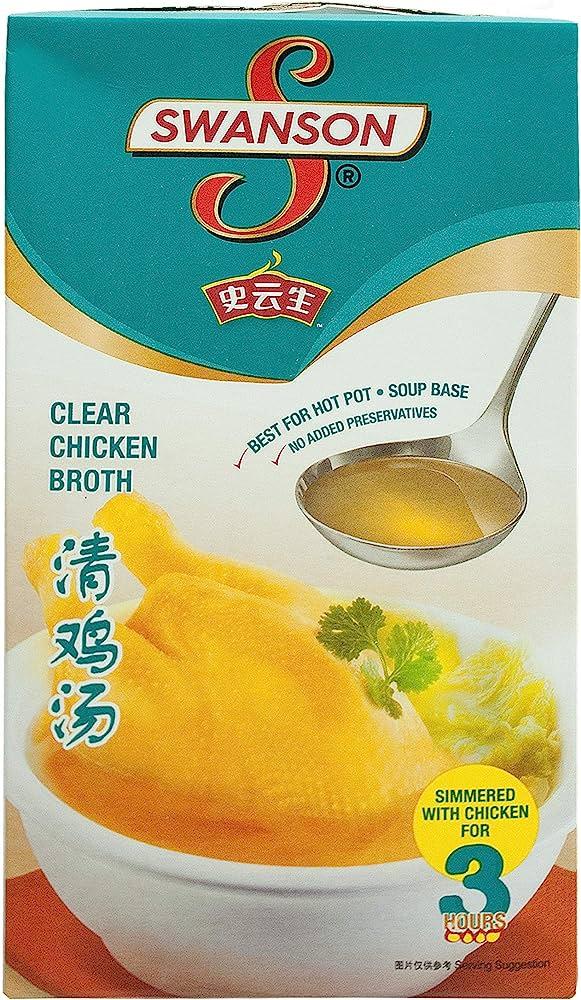 S
SWANSON
®
史云生
™
CLEAR
CHICKEN
BROTH
BEST FOR HOT POT • SOUP BASE
NO ADDED PRESERVATIVES
清鸡汤
SIMMERED
WITH CHICKEN
FOR
3
HOURS
图片仅供参考 Serving Suggestion